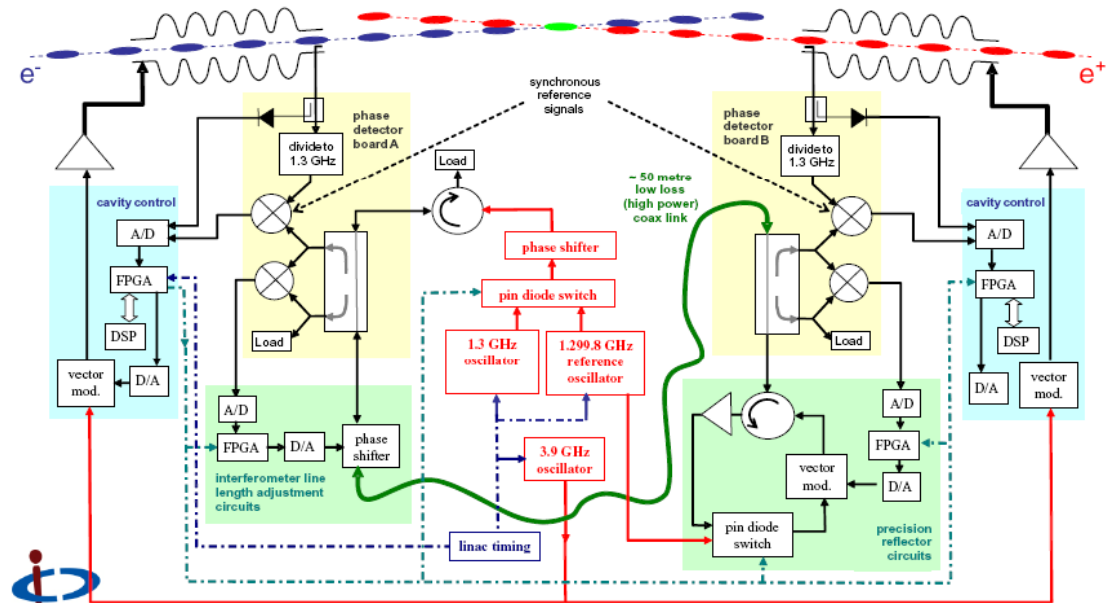 e-
e+
synchronous
reference
signals
phase
detector
board A
phase
detector
board B
divide to
1.3 GHz
divide to
1.3 GHz
Load
~ 50 metre
low loss
(high power)
coax link
cavity control
cavity control
A/D
A/D
phase shifter
FPGA
FPGA
pin diode switch
DSP
DSP
Load
Load
1.3 GHz
oscillator
1.299.8 GHz
reference
oscillator
vector
mod.
D/A
D/A
vector
mod.
A/D
A/D
FPGA
D/A
phase
shifter
FPGA
3.9 GHz
oscillator
vector
mod.
D/A
interferometer line
length adjustment
circuits
pin diode
switch
precision
reflector
circuits
linac timing